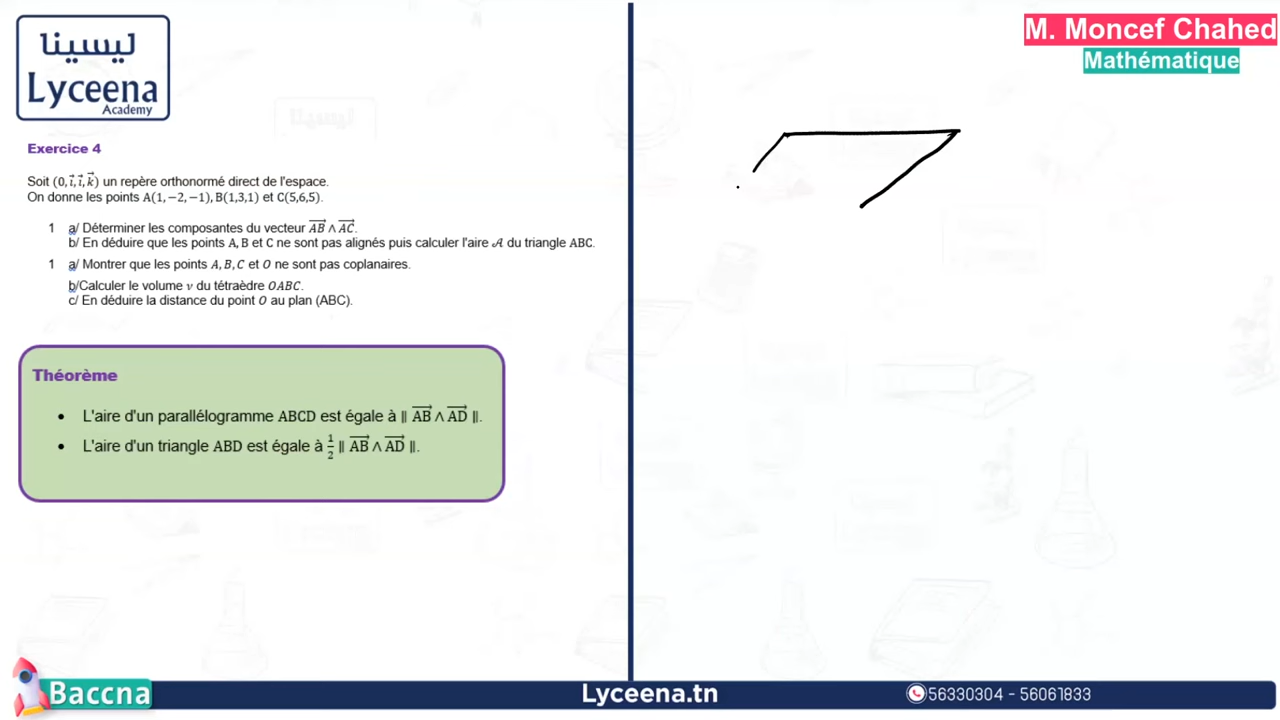 ليسينا
Lyceena
Academy
M. Moncef Chahed
Mathématique
Exercice 4
Soit (0, i⃗, i⃗, k⃗) un repère orthonormé direct de l'espace.
On donne les points A(1,−2,−1), B(1,3,1) et C(5,6,5).
1 a/ Déterminer les composantes du vecteur AB⃗ ∧ AC⃗.
b/ En déduire que les points A, B et C ne sont pas alignés puis calculer l'aire 𝒜 du triangle ABC.
1 a/ Montrer que les points A, B, C et O ne sont pas coplanaires.
b/Calculer le volume v du tétraèdre OABC.
c/ En déduire la distance du point O au plan (ABC).
Théorème
• L'aire d'un parallélogramme ABCD est égale à ‖ AB⃗ ∧ AD⃗ ‖.
• L'aire d'un triangle ABD est égale à 1/2 ‖ AB⃗ ∧ AD⃗ ‖.
Baccna
Lyceena.tn
56330304 - 56061833